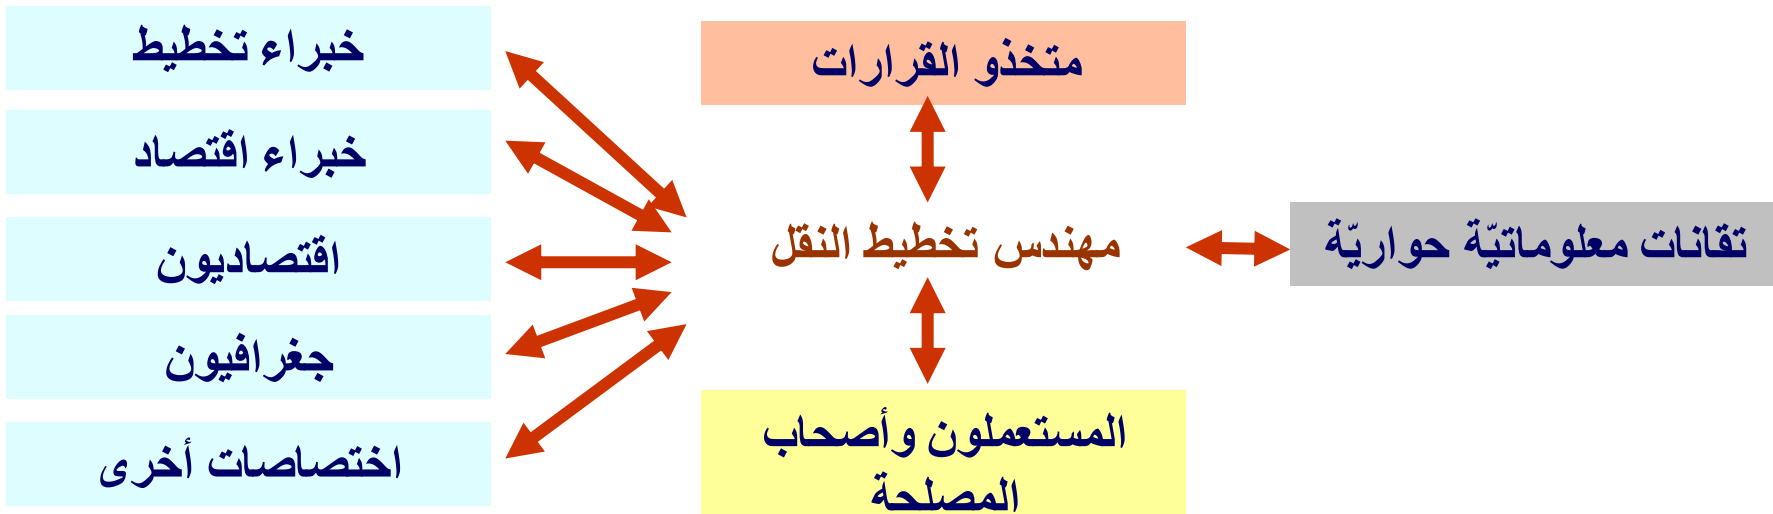 خبراء تخطيط
خبراء اقتصاد
اقتصاديون
جغرافيون
اختصاصات أخرى
متخذو القرارات
مهندس تخطيط النقل
المستعملون وأصحاب
المصلحة
تقانات معلوماتيّة حواريّة